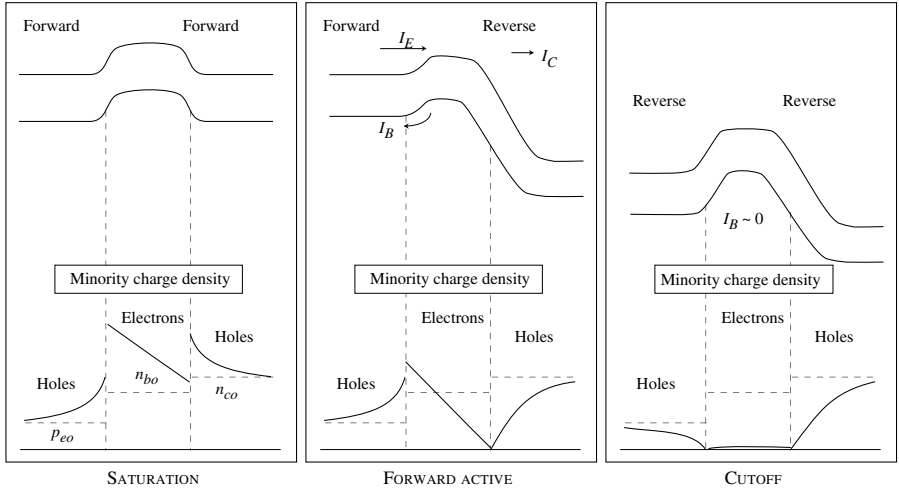 Forward Forward
Minority charge density
Electrons
Holes
Holes
n_bo
n_co
p_eo
SATURATION
Forward Reverse
I_E
I_C
I_B
Minority charge density
Electrons
Holes
Holes
FORWARD ACTIVE
Reverse Reverse
I_B ~ 0
Minority charge density
Electrons
Holes
Holes
CUTOFF